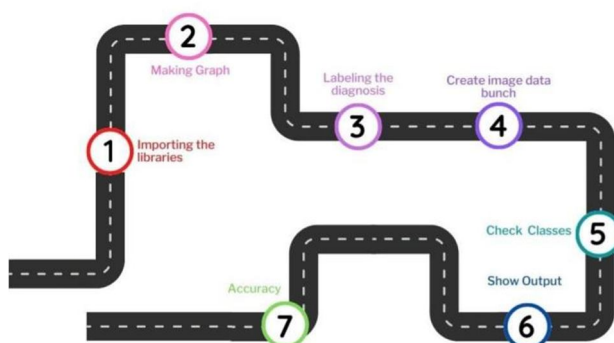 2
Making Graph
1
Importing the
libraries
Labeling the
diagnosis
3
Create image data
bunch
4
Check Classes
5
Show Output
6
Accuracy
7